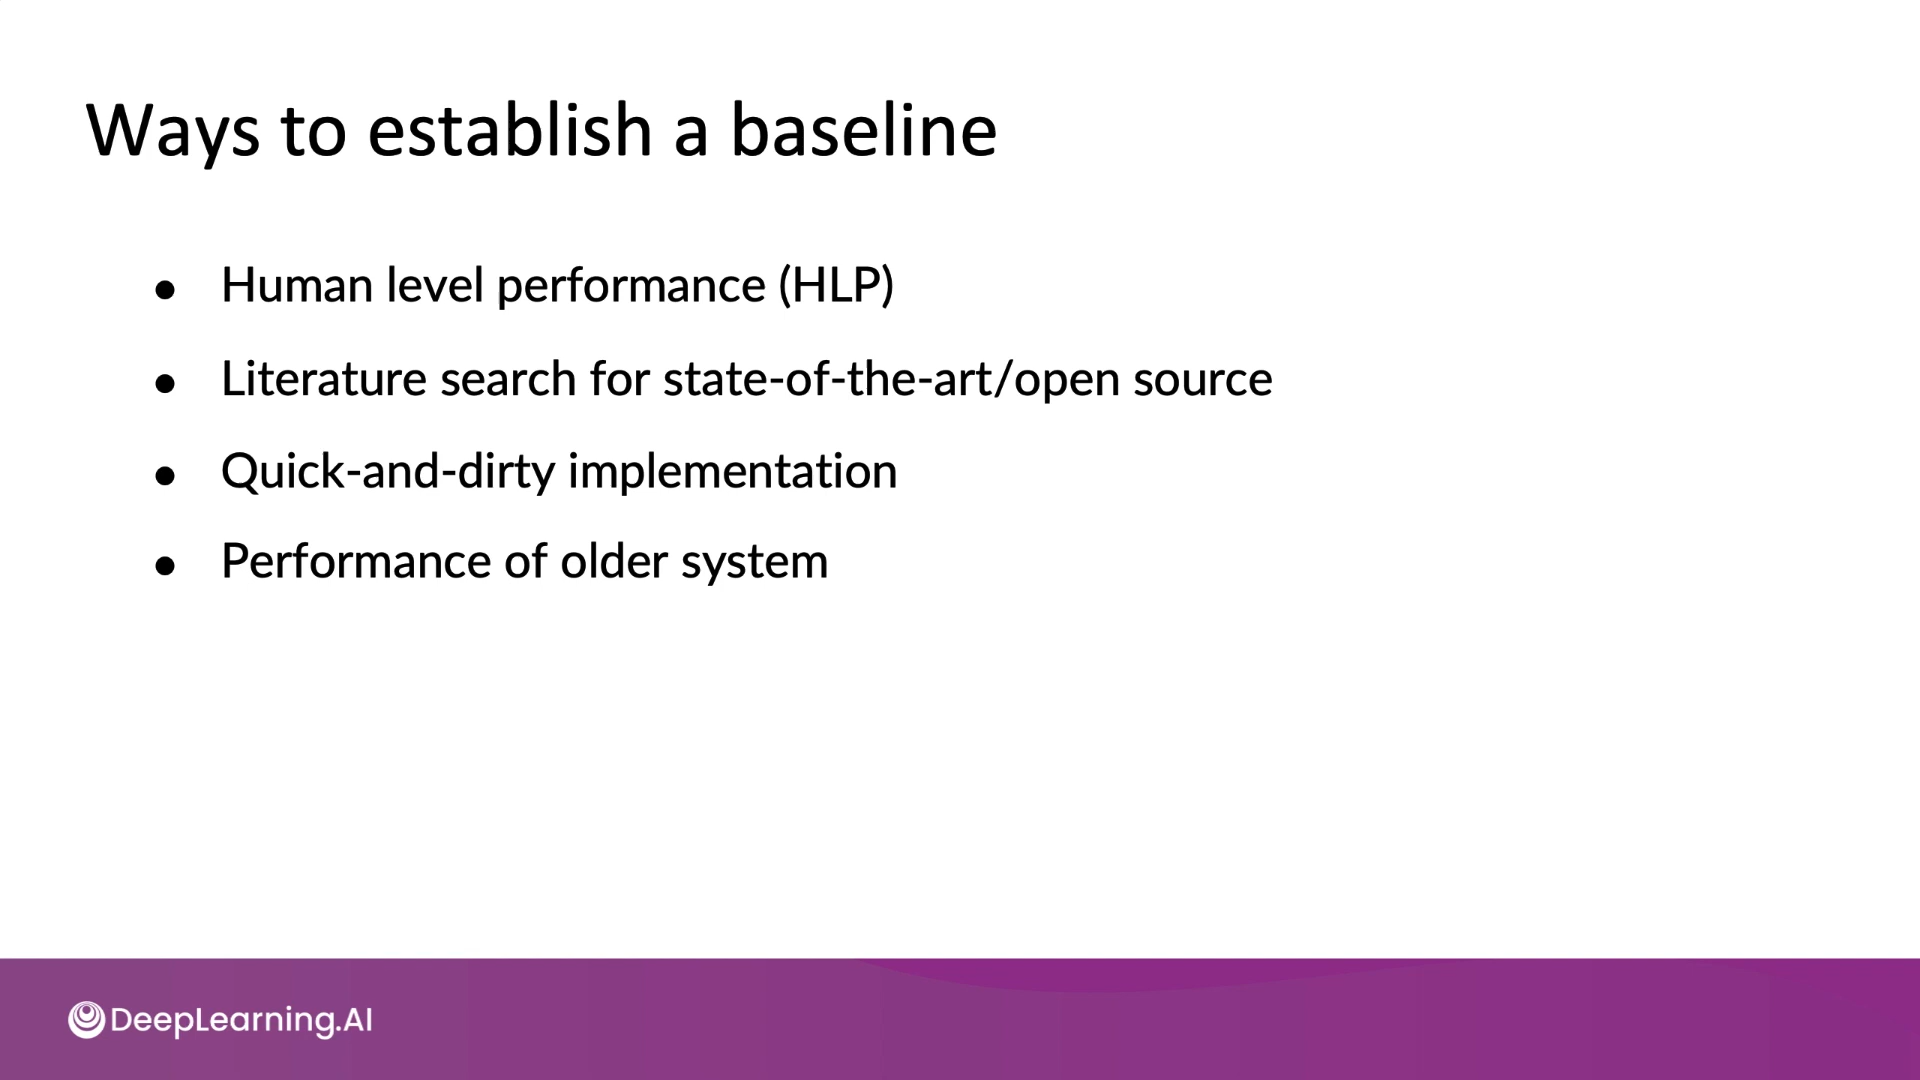 Ways to establish a baseline
● Human level performance (HLP)
● Literature search for state-of-the-art/open source
● Quick-and-dirty implementation
● Performance of older system
DeepLearning.AI